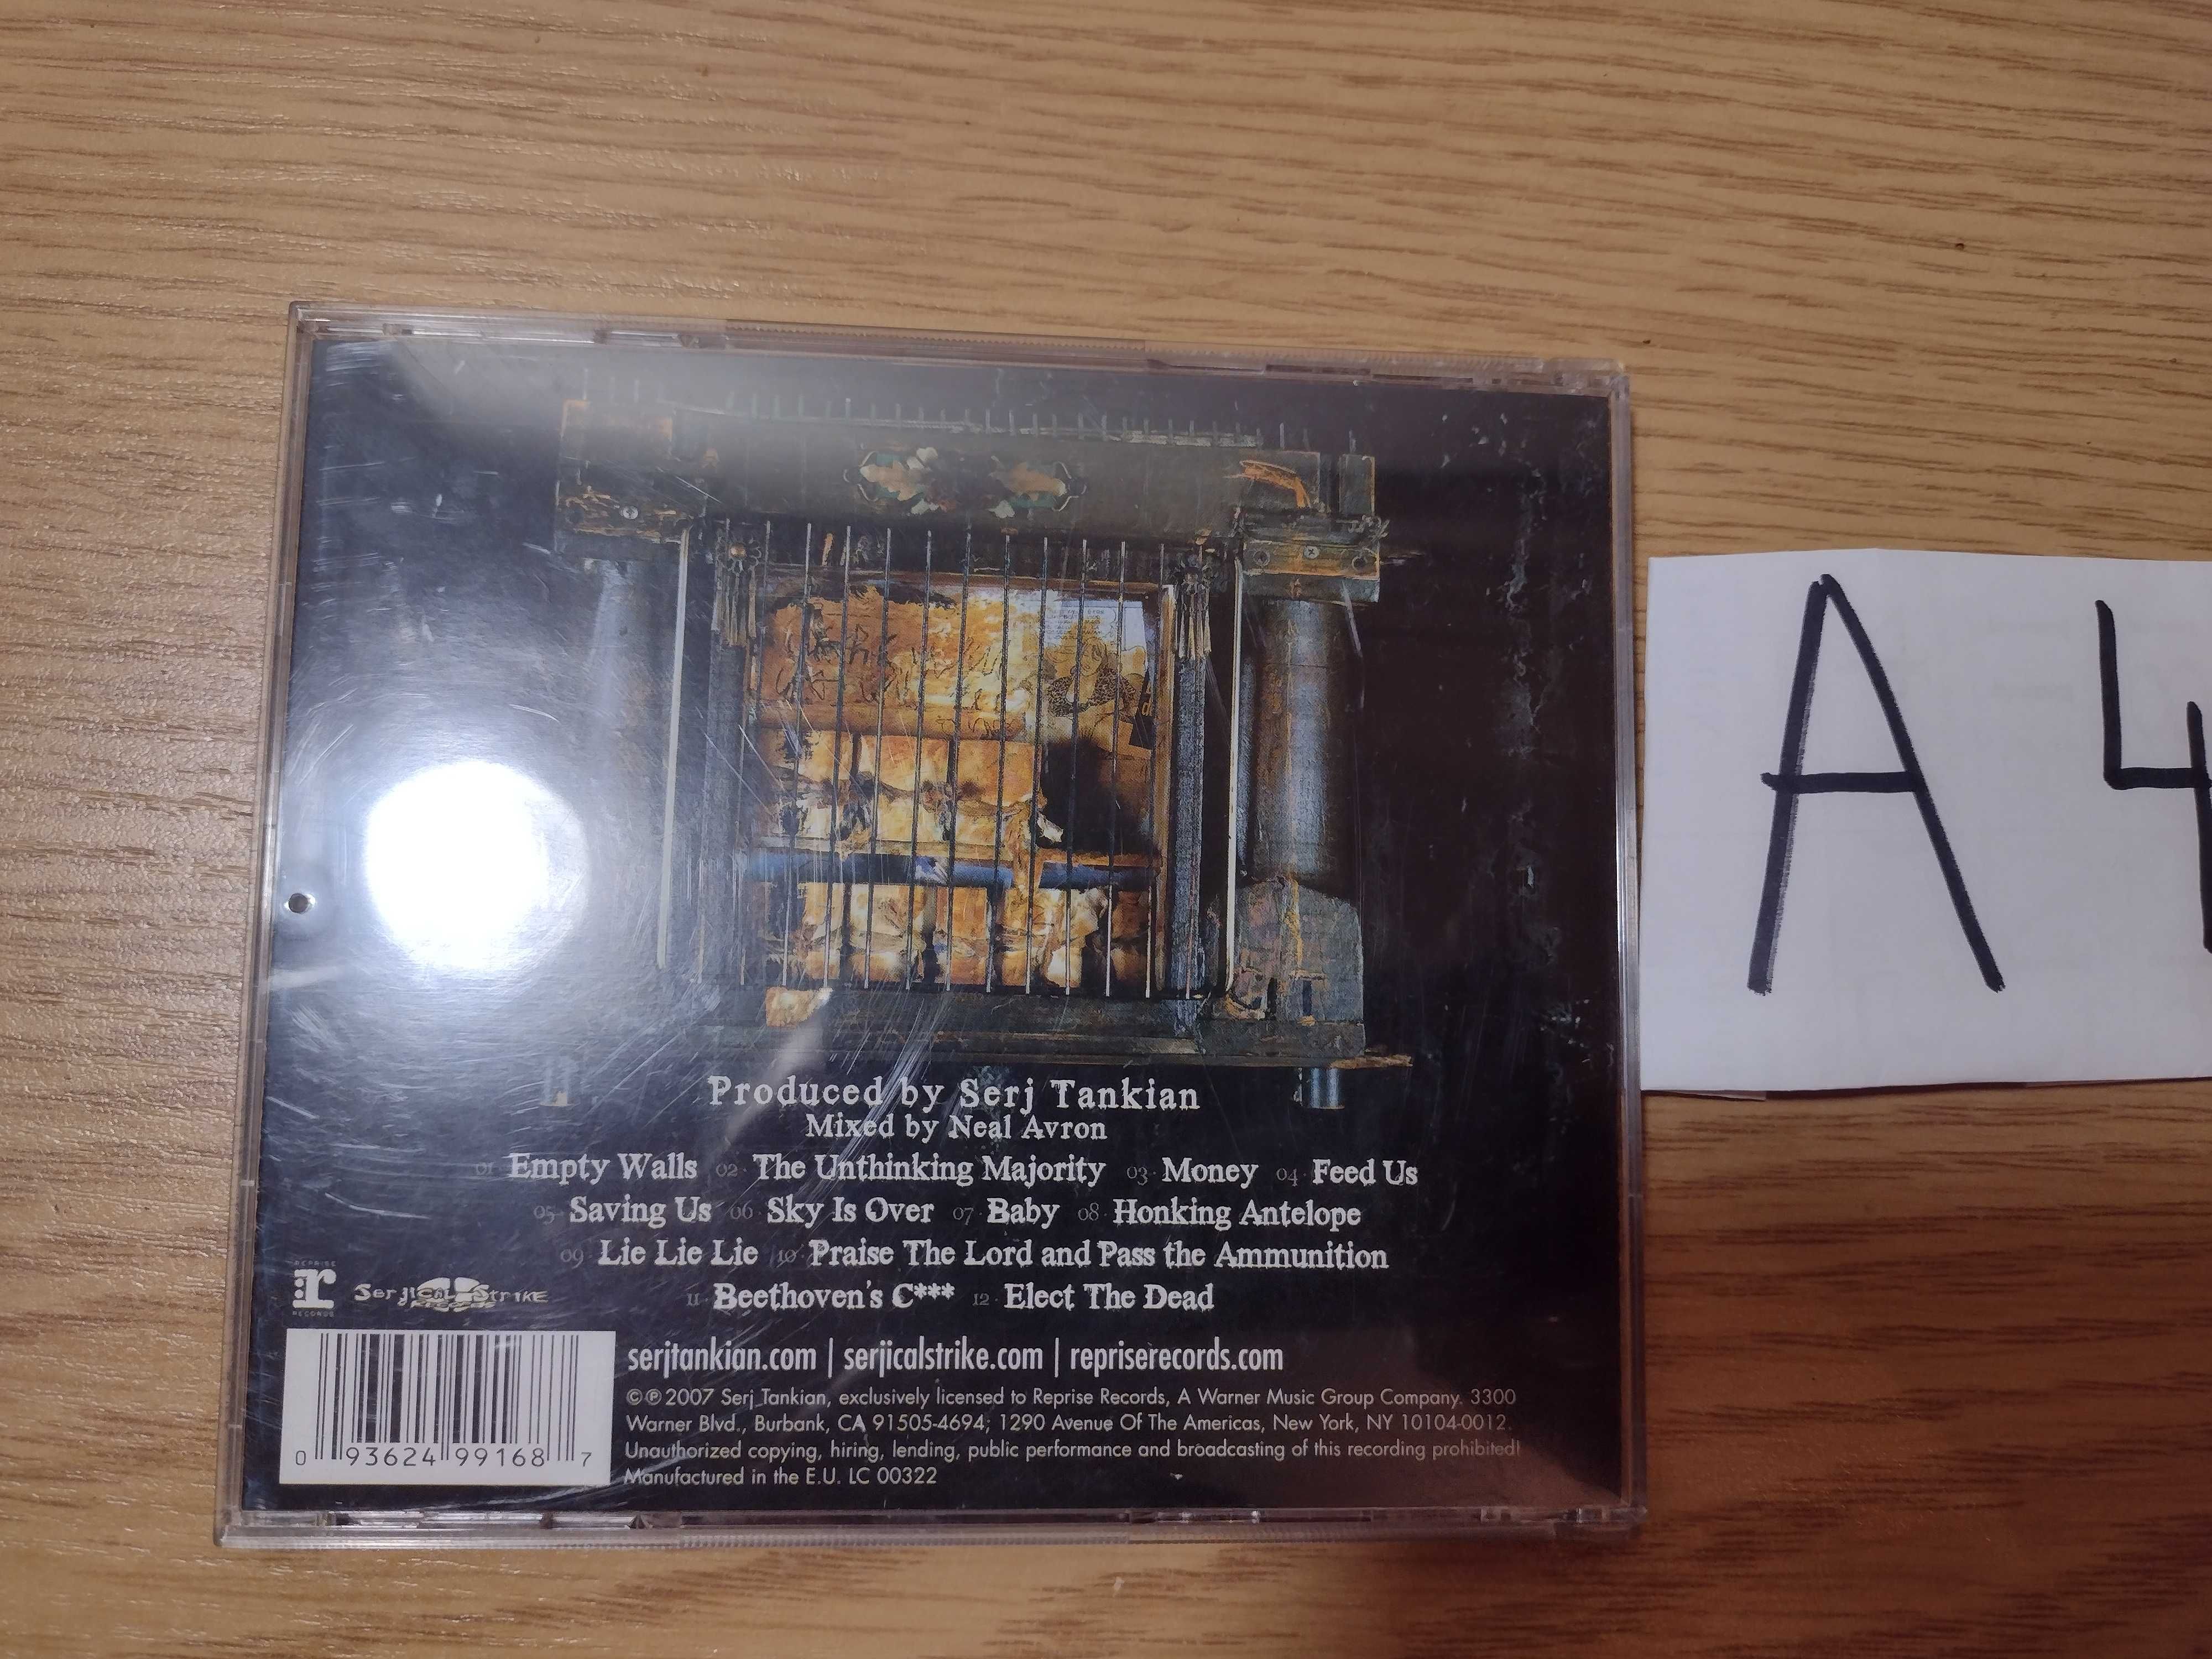 A 4
Produced by Serj Tankian
Mixed by Neal Avron
01 · Empty Walls 02 · The Unthinking Majority 03 · Money 04 · Feed Us
05 · Saving Us 06 · Sky Is Over 07 · Baby 08 · Honking Antelope
09 · Lie Lie Lie 10 · Praise The Lord and Pass the Ammunition
11 · Beethoven's C*** 12 · Elect The Dead
REPRISE
r
RECORDS
Serjical Strike
RECORDS
serjtankian.com | serjicalstrike.com | repriserecords.com
©℗ 2007 Serj Tankian, exclusively licensed to Reprise Records, A Warner Music Group Company. 3300
Warner Blvd., Burbank, CA 91505-4694; 1290 Avenue Of The Americas, New York, NY 10104-0012.
Unauthorized copying, hiring, lending, public performance and broadcasting of this recording prohibited!
Manufactured in the E.U. LC 00322
0 93624 99168 7